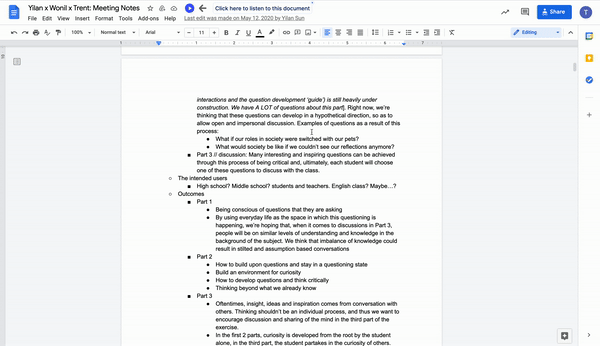 Yilan x Wonil x Trent: Meeting Notes
Click here to listen to this document
File Edit View Insert Format Tools Add-ons Help
Last edit was made on May 12, 2020 by Yilan Sun
Share
T
100%
Normal text
Arial
11
B I U A
Editing
interactions and the question development 'guide') is still heavily under
construction. We have A LOT of questions about this part]. Right now, we're
thinking that these questions can develop in a hypothetical direction, so as to
allow open and impersonal discussion. Examples of questions as a result of this
process:
What if our roles in society were switched with our pets?
What would society be like if we couldn't see our reflections anymore?
Part 3 // discussion: Many interesting and inspiring questions can be achieved
through this process of being critical and, ultimately, each student will choose
one of these questions to discuss with the class.
The intended users
High school? Middle school? students and teachers. English class? Maybe...?
Outcomes
Part 1
Being conscious of questions that they are asking
By using everyday life as the space in which this questioning is
happening, we're hoping that, when it comes to discussions in Part 3,
people will be on similar levels of understanding and knowledge in the
background of the subject. We think that imbalance of knowledge could
result in stilted and assumption based conversations
Part 2
How to build upon questions and stay in a questioning state
Build an environment for curiosity
How to develop questions and think critically
Thinking beyond what we already know
Part 3
Oftentimes, insight, ideas and inspiration comes from conversation with
others. Thinking shouldn't be an individual process, and thus we want to
encourage discussion and sharing of the mind in the third part of the
exercise.
In the first 2 parts, curiosity is developed from the root by the student
alone, in the third part, the student partakes in the curiosity of others.